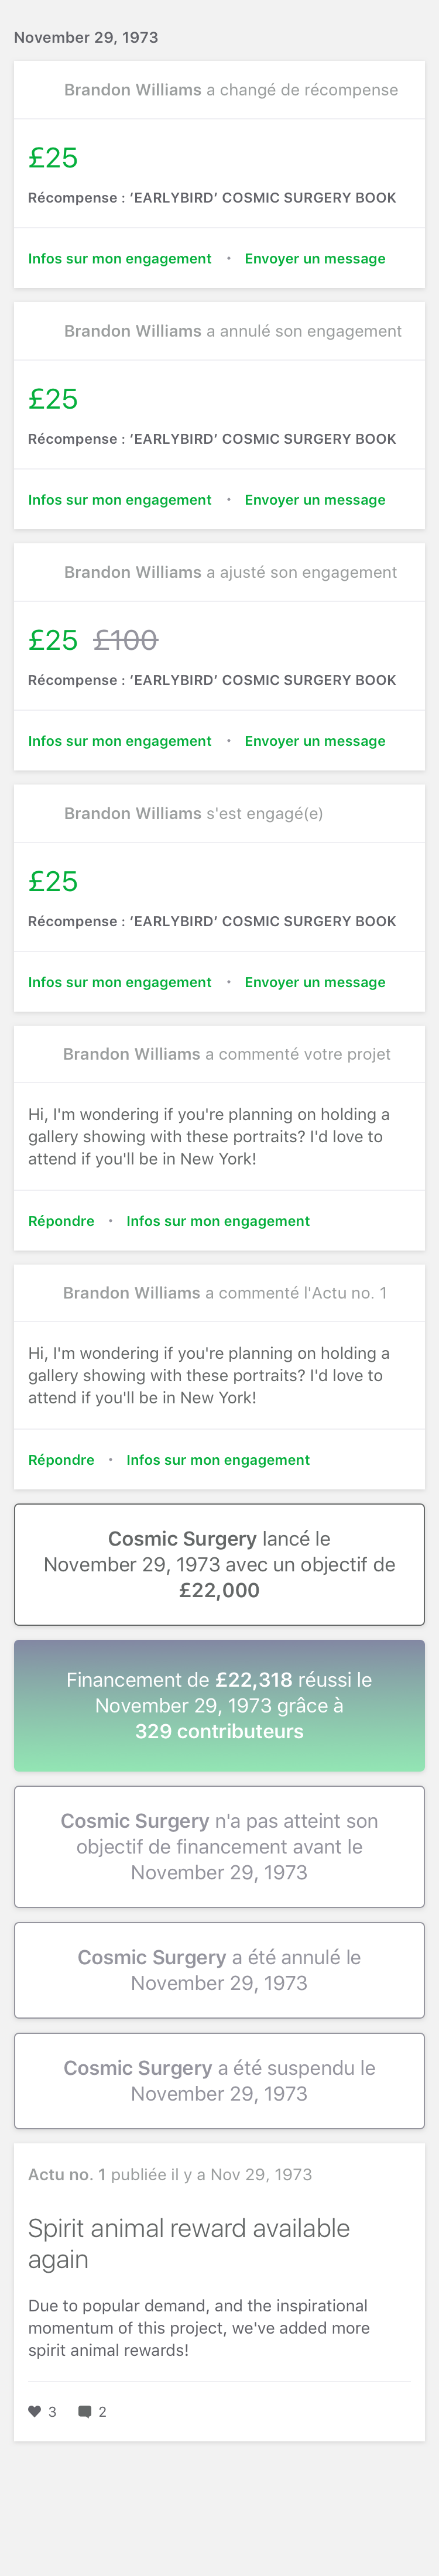 November 29, 1973
Brandon Williams a changé de récompense
£25
Récompense : ‘EARLYBIRD’ COSMIC SURGERY BOOK
Infos sur mon engagement • Envoyer un message
Brandon Williams a annulé son engagement
£25
Récompense : ‘EARLYBIRD’ COSMIC SURGERY BOOK
Infos sur mon engagement • Envoyer un message
Brandon Williams a ajusté son engagement
£25 £100
Récompense : ‘EARLYBIRD’ COSMIC SURGERY BOOK
Infos sur mon engagement • Envoyer un message
Brandon Williams s'est engagé(e)
£25
Récompense : ‘EARLYBIRD’ COSMIC SURGERY BOOK
Infos sur mon engagement • Envoyer un message
Brandon Williams a commenté votre projet
Hi, I'm wondering if you're planning on holding a
gallery showing with these portraits? I'd love to
attend if you'll be in New York!
Répondre • Infos sur mon engagement
Brandon Williams a commenté l'Actu no. 1
Hi, I'm wondering if you're planning on holding a
gallery showing with these portraits? I'd love to
attend if you'll be in New York!
Répondre • Infos sur mon engagement
Cosmic Surgery lancé le
November 29, 1973 avec un objectif de
£22,000
Financement de £22,318 réussi le
November 29, 1973 grâce à
329 contributeurs
Cosmic Surgery n'a pas atteint son
objectif de financement avant le
November 29, 1973
Cosmic Surgery a été annulé le
November 29, 1973
Cosmic Surgery a été suspendu le
November 29, 1973
Actu no. 1 publiée il y a Nov 29, 1973
Spirit animal reward available
again
Due to popular demand, and the inspirational
momentum of this project, we've added more
spirit animal rewards!
3 2